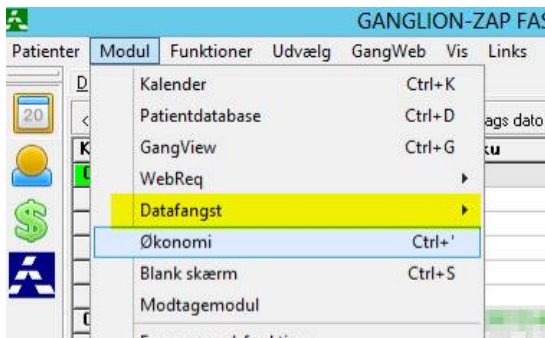 GANGLION-ZAP FAS
Patienter Modul Funktioner Udvælg GangWeb Vis Links
D
20
<
ags dato
K
ku
Kalender Ctrl+K
Patientdatabase Ctrl+D
GangView Ctrl+G
WebReq
Datafangst
Økonomi Ctrl+'
Blank skærm Ctrl+S
Modtagemodul